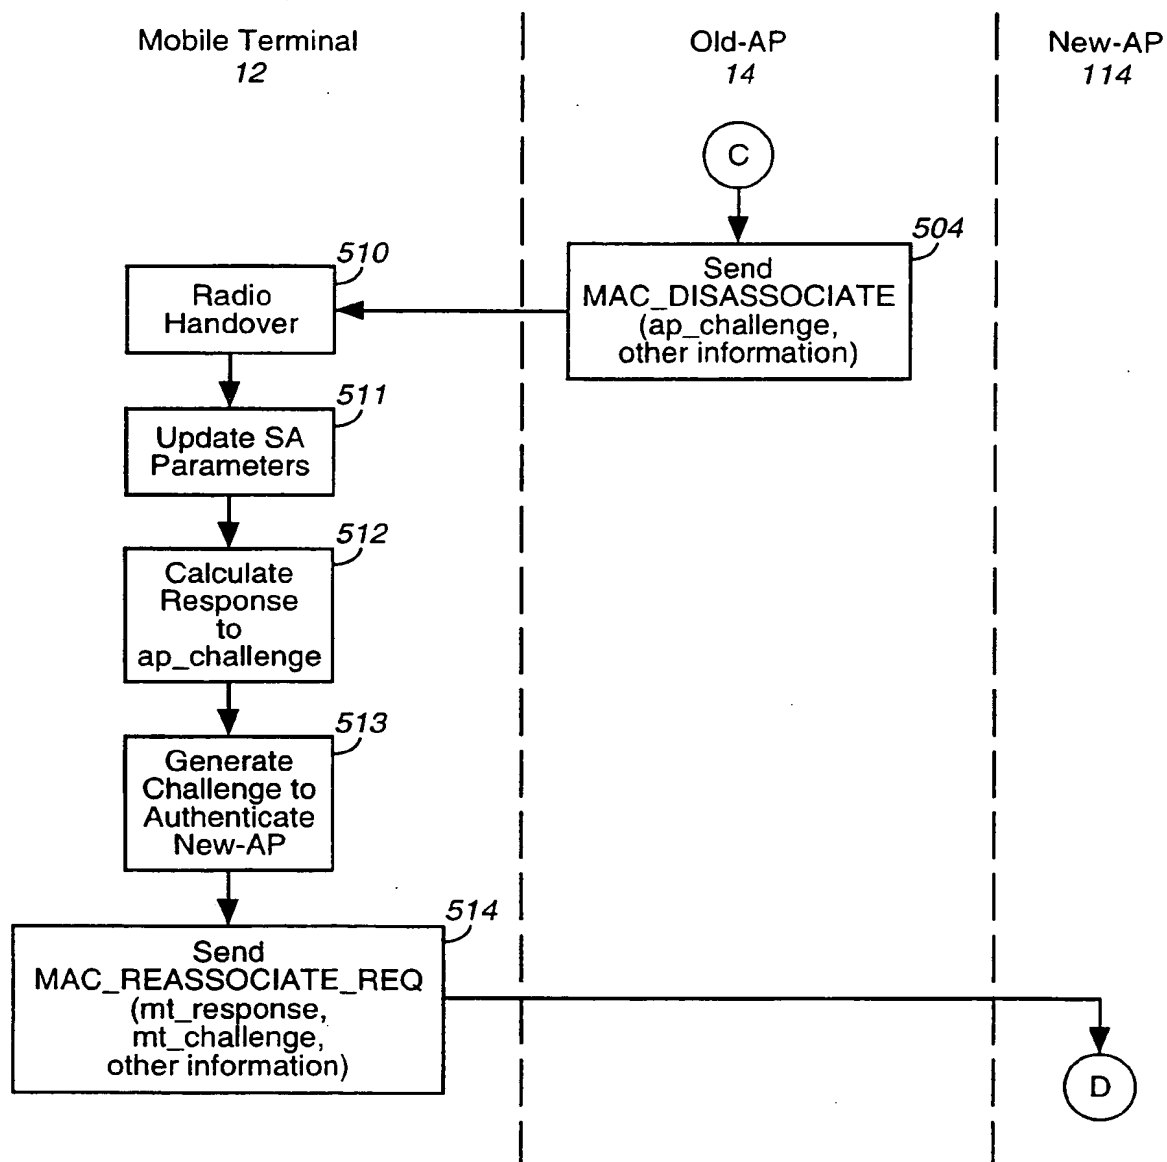 Mobile Terminal
12
Old-AP
14
New-AP
114
C
504
Send
MAC_DISASSOCIATE
(ap_challenge,
other information)
510
Radio
Handover
511
Update SA
Parameters
512
Calculate
Response
to
ap_challenge
513
Generate
Challenge to
Authenticate
New-AP
514
Send
MAC_REASSOCIATE_REQ
(mt_response,
mt_challenge,
other information)
D